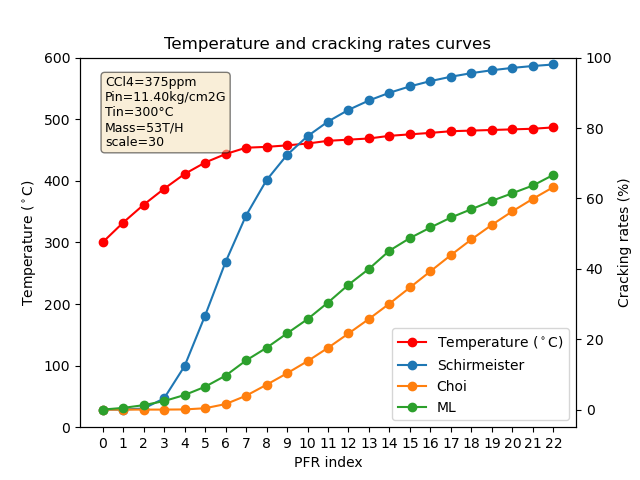 Temperature and cracking rates curves
CCl4=375ppm
Pin=11.40kg/cm2G
Tin=300°C
Mass=53T/H
scale=30
600
500
400
300
200
100
0
Temperature (°C)
100
80
60
40
20
0
Cracking rates (%)
Temperature (°C)
Schirmeister
Choi
ML
0 1 2 3 4 5 6 7 8 9 10 11 12 13 14 15 16 17 18 19 20 21 22
PFR index